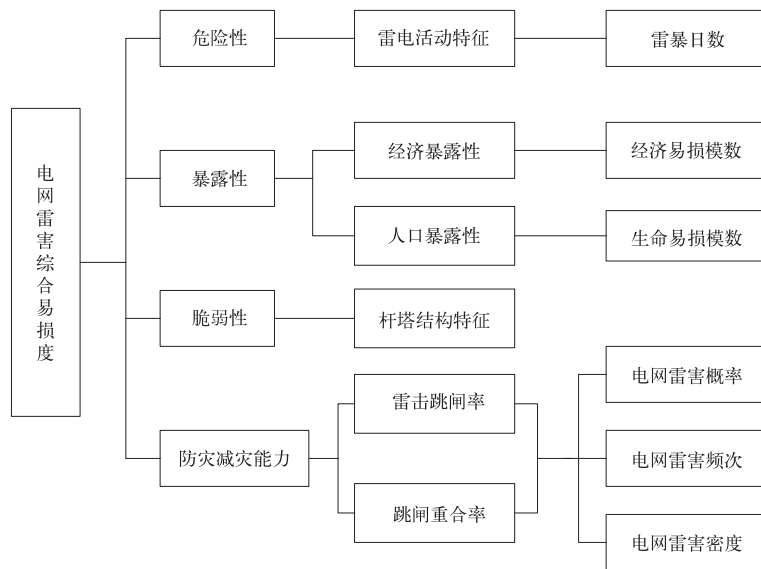 电网雷害综合易损度
危险性
雷电活动特征
雷暴日数
暴露性
经济暴露性
经济易损模数
人口暴露性
生命易损模数
脆弱性
杆塔结构特征
防灾减灾能力
雷击跳闸率
跳闸重合率
电网雷害概率
电网雷害频次
电网雷害密度